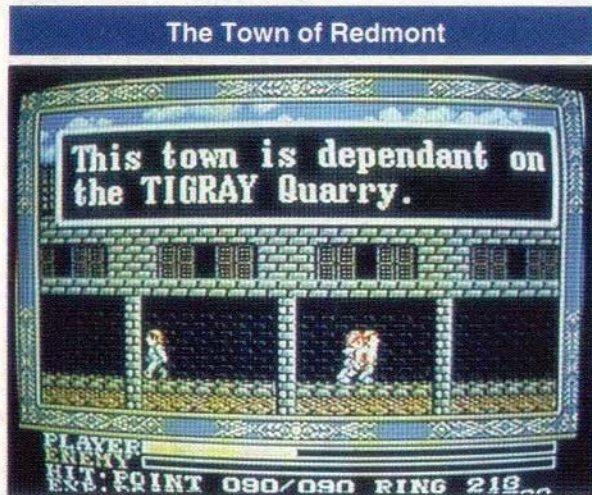 The Town of Redmont
This town is dependant on
the TIGRAY Quarry.
PLAYER
ENEMY
HIT:POINT 090/090 RING 218